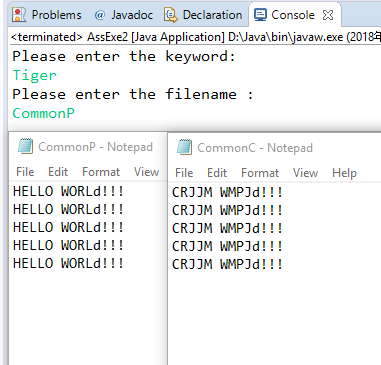 Problems @ Javadoc Declaration Console
<terminated> AssExe2 [Java Application] D:\Java\bin\javaw.exe (2018年
Please enter the keyword:
Tiger
Please enter the filename :
CommonP
CommonP - Notepad
File Edit Format View
HELLO WORLd!!!
HELLO WORLd!!!
HELLO WORLd!!!
HELLO WORLd!!!
HELLO WORLd!!!
CommonC - Notepad
File Edit Format View Help
CRJJM WMPJd!!!
CRJJM WMPJd!!!
CRJJM WMPJd!!!
CRJJM WMPJd!!!
CRJJM WMPJd!!!